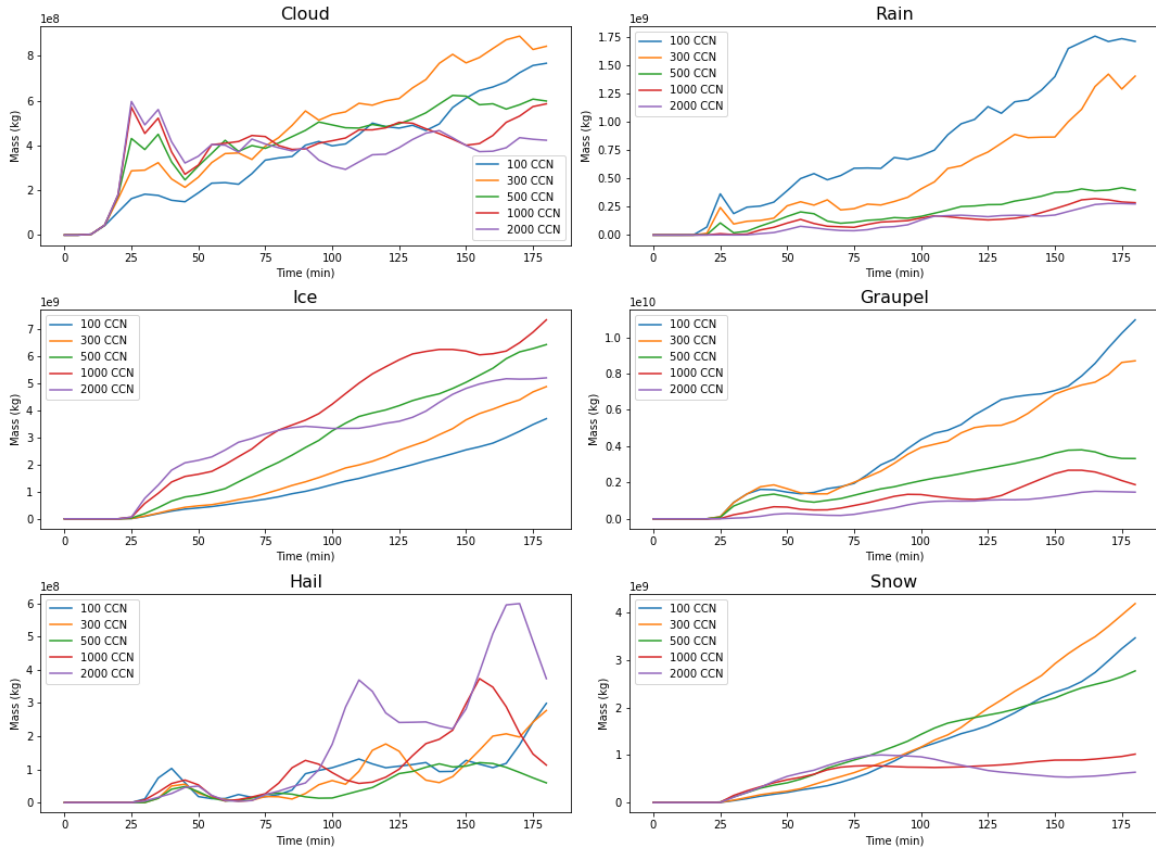 Cloud
1e8
Mass (kg)
8
6
4
2
0
100 CCN
300 CCN
500 CCN
1000 CCN
2000 CCN
0 25 50 75 100 125 150 175
Time (min)
Rain
1e9
Mass (kg)
1.75
1.50
1.25
1.00
0.75
0.50
0.25
0.00
100 CCN
300 CCN
500 CCN
1000 CCN
2000 CCN
0 25 50 75 100 125 150 175
Time (min)
Ice
1e9
Mass (kg)
7
6
5
4
3
2
1
0
100 CCN
300 CCN
500 CCN
1000 CCN
2000 CCN
0 25 50 75 100 125 150 175
Time (min)
Graupel
1e10
Mass (kg)
1.0
0.8
0.6
0.4
0.2
0.0
100 CCN
300 CCN
500 CCN
1000 CCN
2000 CCN
0 25 50 75 100 125 150 175
Time (min)
Hail
1e8
Mass (kg)
6
5
4
3
2
1
0
100 CCN
300 CCN
500 CCN
1000 CCN
2000 CCN
0 25 50 75 100 125 150 175
Time (min)
Snow
1e9
Mass (kg)
4
3
2
1
0
100 CCN
300 CCN
500 CCN
1000 CCN
2000 CCN
0 25 50 75 100 125 150 175
Time (min)